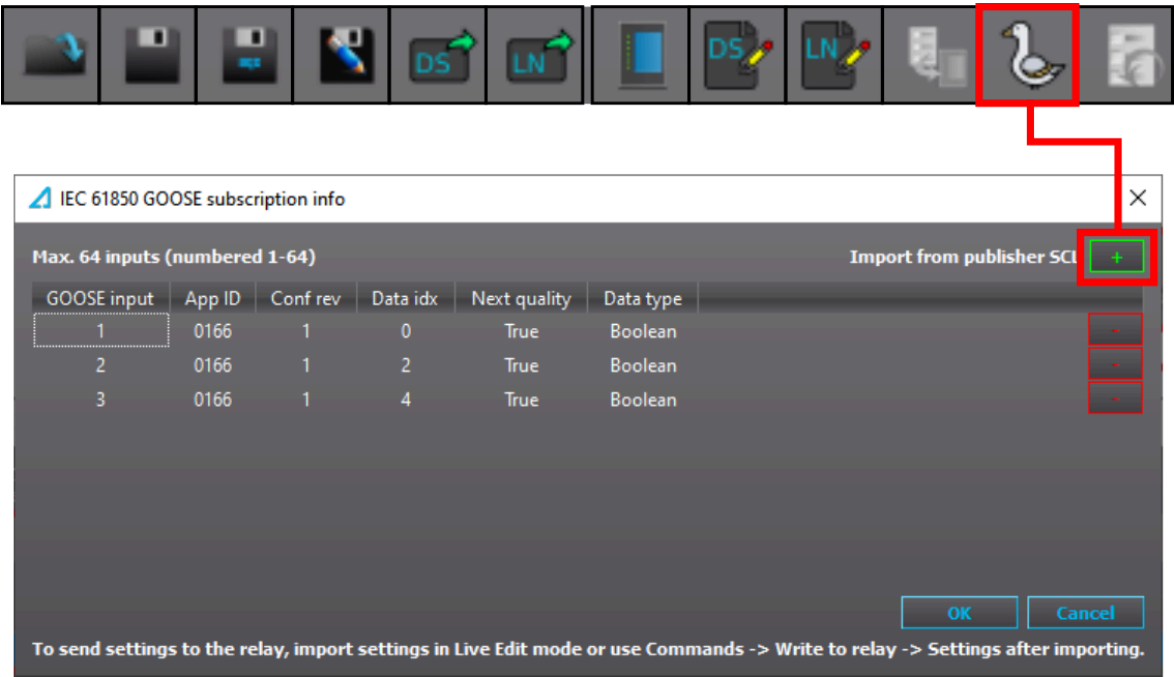 DS LN DS LN
IEC 61850 GOOSE subscription info
Max. 64 inputs (numbered 1-64) Import from publisher SCL +
GOOSE input App ID Conf rev Data idx Next quality Data type
1 0166 1 0 True Boolean -
2 0166 1 2 True Boolean -
3 0166 1 4 True Boolean -
OK Cancel
To send settings to the relay, import settings in Live Edit mode or use Commands -> Write to relay -> Settings after importing.